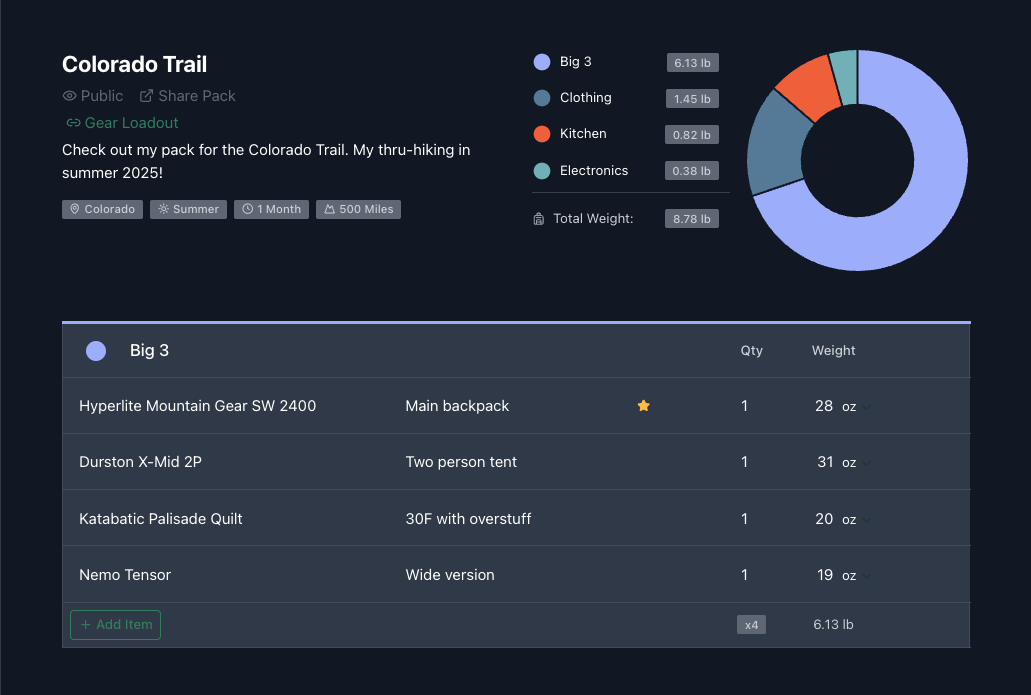 Colorado Trail
Public Share Pack
Gear Loadout
Check out my pack for the Colorado Trail. My thru-hiking in
summer 2025!
Colorado Summer 1 Month 500 Miles
Big 3 6.13 lb
Clothing 1.45 lb
Kitchen 0.82 lb
Electronics 0.38 lb
Total Weight: 8.78 lb
Big 3 Qty Weight
Hyperlite Mountain Gear SW 2400 Main backpack 1 28 oz
Durston X-Mid 2P Two person tent 1 31 oz
Katabatic Palisade Quilt 30F with overstuff 1 20 oz
Nemo Tensor Wide version 1 19 oz
+ Add Item x4 6.13 lb